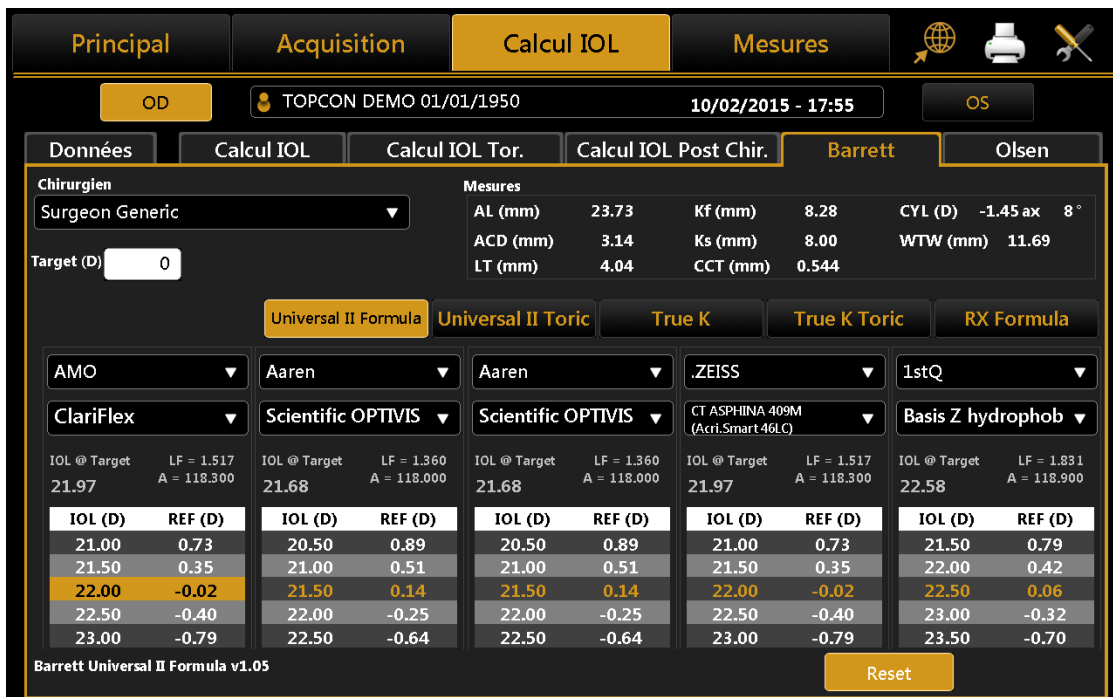 Principal Acquisition Calcul IOL Mesures
OD TOPCON DEMO 01/01/1950 10/02/2015 - 17:55 OS
Données Calcul IOL Calcul IOL Tor. Calcul IOL Post Chir. Barrett Olsen
Chirurgien Mesures
Surgeon Generic AL (mm) 23.73 Kf (mm) 8.28 CYL (D) -1.45 ax 8°
ACD (mm) 3.14 Ks (mm) 8.00 WTW (mm) 11.69
Target (D) 0 LT (mm) 4.04 CCT (mm) 0.544
Universal II Formula Universal II Toric True K True K Toric RX Formula
AMO Aaren Aaren .ZEISS 1stQ
ClariFlex Scientific OPTIVIS Scientific OPTIVIS CT ASPHINA 409M Basis Z hydrophob
(Acri.Smart 46LC)
IOL @ Target LF = 1.517 IOL @ Target LF = 1.360 IOL @ Target LF = 1.360 IOL @ Target LF = 1.517 IOL @ Target LF = 1.831
21.97 A = 118.300 21.68 A = 118.000 21.68 A = 118.000 21.97 A = 118.300 22.58 A = 118.900
IOL (D) REF (D) IOL (D) REF (D) IOL (D) REF (D) IOL (D) REF (D) IOL (D) REF (D)
21.00 0.73 20.50 0.89 20.50 0.89 21.00 0.73 21.50 0.79
21.50 0.35 21.00 0.51 21.00 0.51 21.50 0.35 22.00 0.42
22.00 -0.02 21.50 0.14 21.50 0.14 22.00 -0.02 22.50 0.06
22.50 -0.40 22.00 -0.25 22.00 -0.25 22.50 -0.40 23.00 -0.32
23.00 -0.79 22.50 -0.64 22.50 -0.64 23.00 -0.79 23.50 -0.70
Barrett Universal II Formula v1.05 Reset